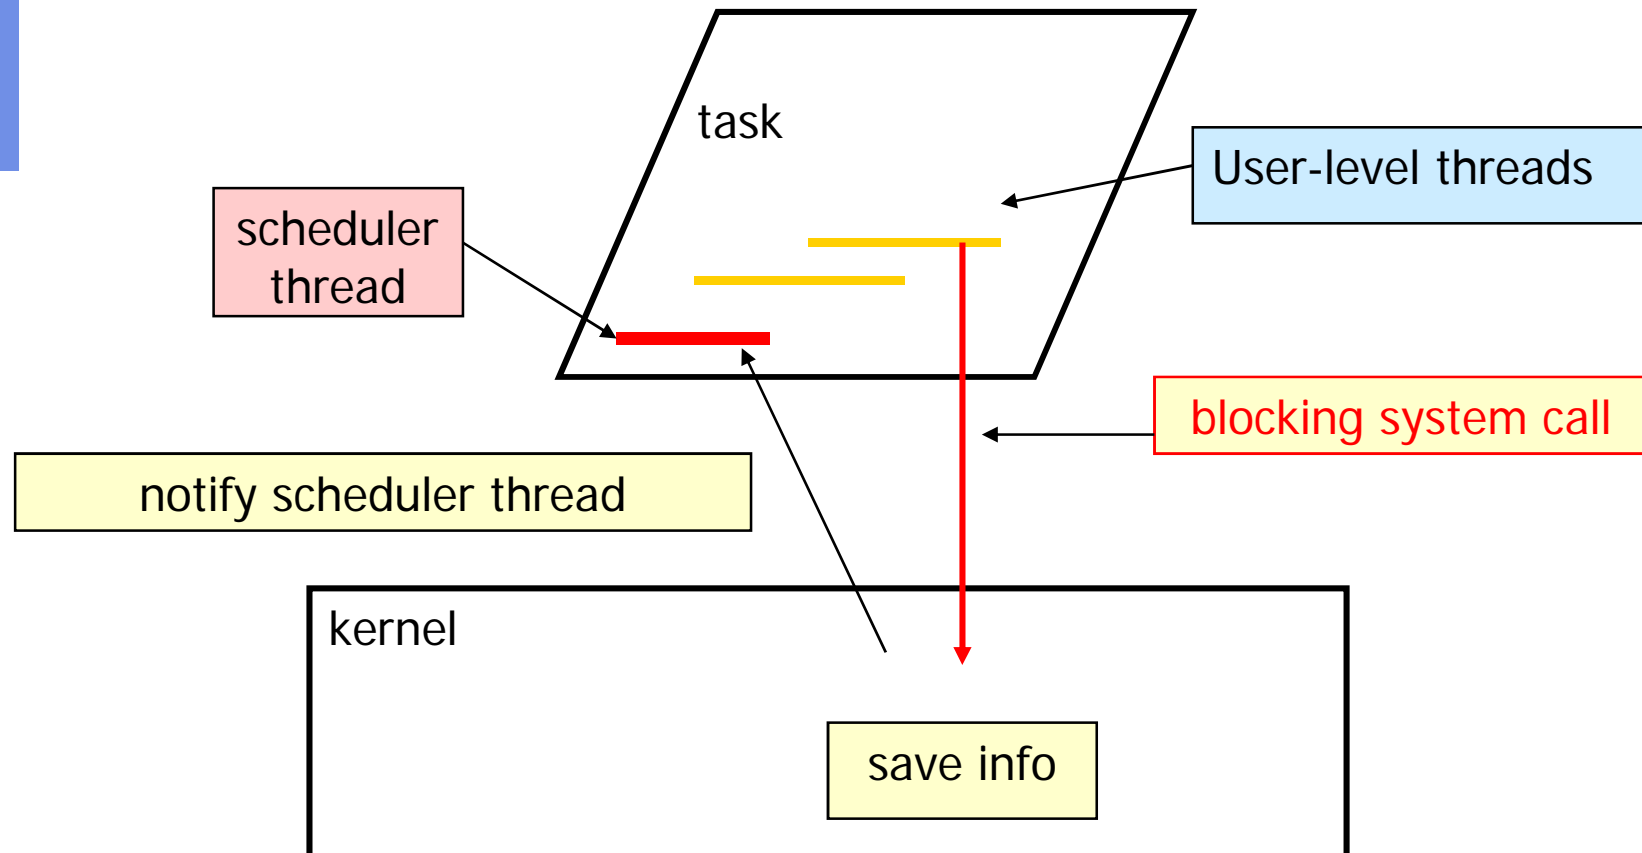 task
User-level threads
scheduler
thread
blocking system call
notify scheduler thread
kernel
save info